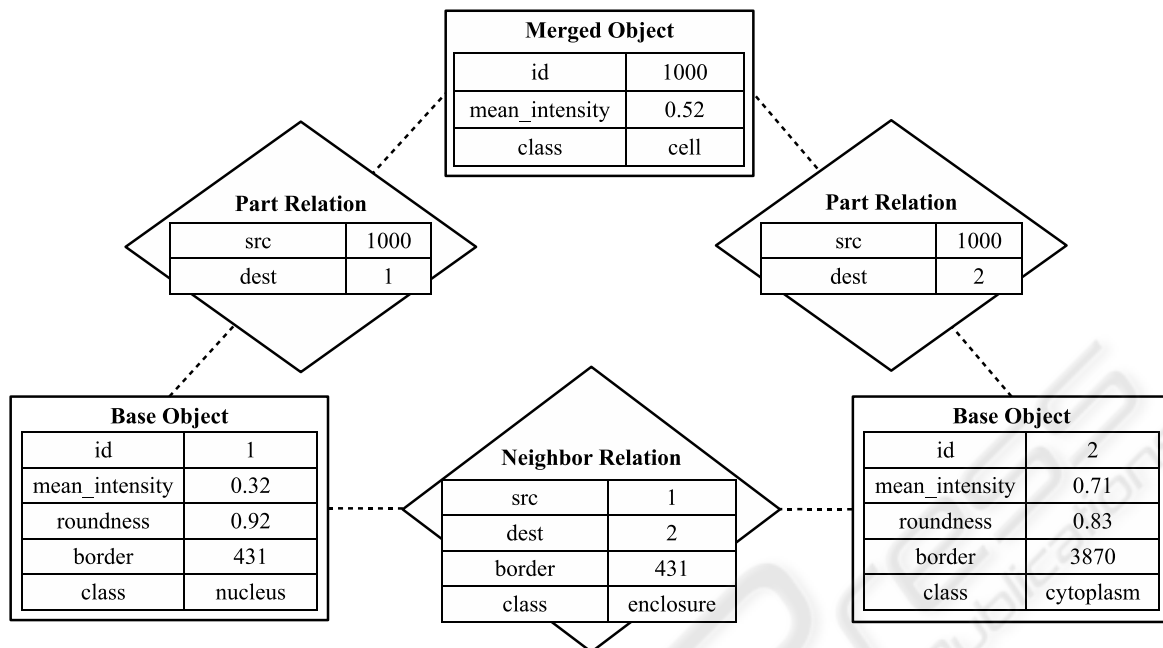 Merged Object
id 1000
mean_intensity 0.52
class cell
Part Relation
src 1000
dest 1
Part Relation
src 1000
dest 2
Base Object
id 1
mean_intensity 0.32
roundness 0.92
border 431
class nucleus
Neighbor Relation
src 1
dest 2
border 431
class enclosure
Base Object
id 2
mean_intensity 0.71
roundness 0.83
border 3870
class cytoplasm